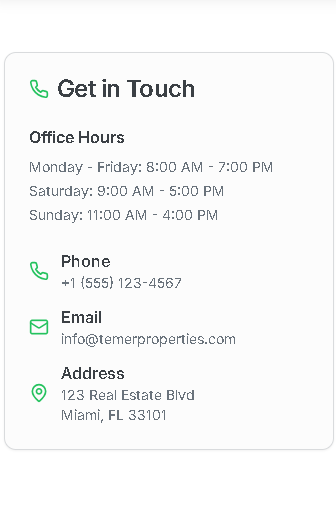 Get in Touch
Office Hours
Monday - Friday: 8:00 AM - 7:00 PM
Saturday: 9:00 AM - 5:00 PM
Sunday: 11:00 AM - 4:00 PM
Phone
+1 (555) 123-4567
Email
info@temerproperties.com
Address
123 Real Estate Blvd
Miami, FL 33101